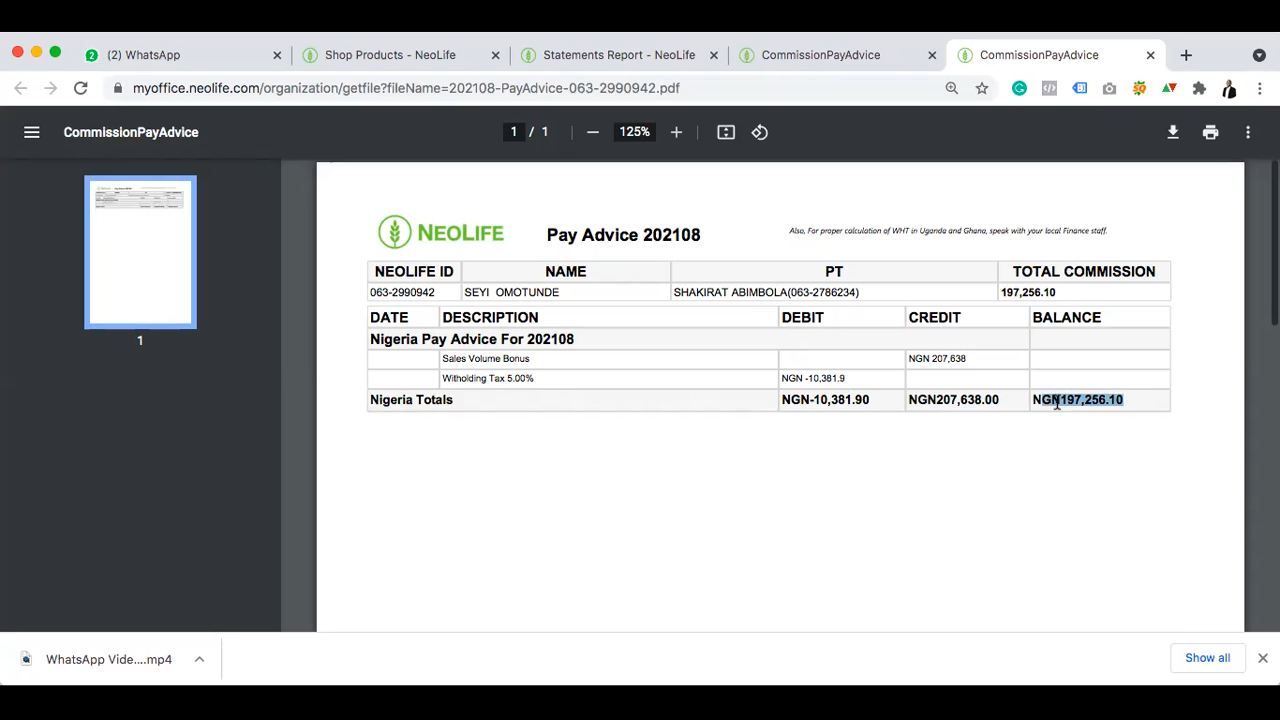 (2) WhatsApp
Shop Products - NeoLife
Statements Report - NeoLife
CommissionPayAdvice
CommissionPayAdvice
myoffice.neolife.com/organization/getfile?fileName=202108-PayAdvice-063-2990942.pdf
CommissionPayAdvice
1 / 1
125%
NEOLIFE
Pay Advice 202108
Also, For proper calculation of WHT in Uganda and Ghana, speak with your local Finance staff.
NEOLIFE ID NAME PT TOTAL COMMISSION
063-2990942 SEYI OMOTUNDE SHAKIRAT ABIMBOLA(063-2786234) 197,256.10
DATE DESCRIPTION DEBIT CREDIT BALANCE
Nigeria Pay Advice For 202108
Sales Volume Bonus NGN 207,638
Witholding Tax 5.00% NGN -10,381.9
Nigeria Totals NGN-10,381.90 NGN207,638.00 NGN197,256.10
1
WhatsApp Vide....mp4
Show all